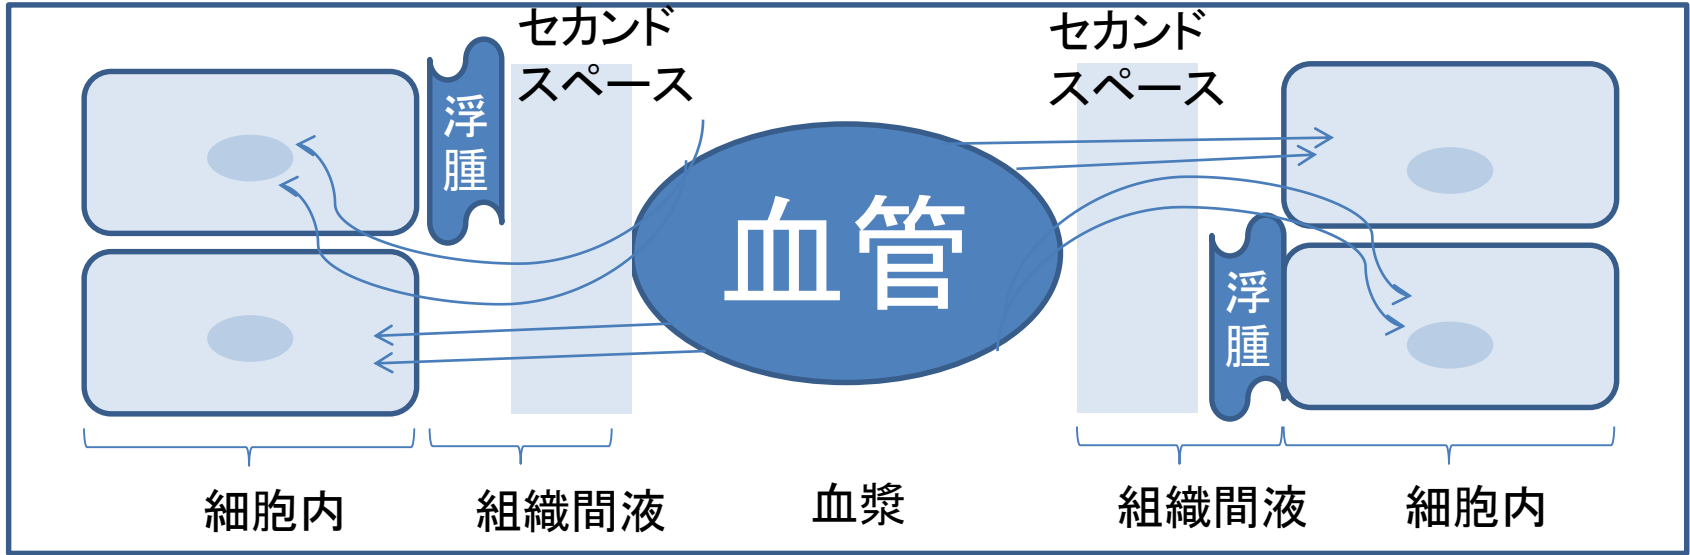 セカンド
スペース
セカンド
スペース
浮腫
血管
浮腫
細胞内
組織間液
血漿
組織間液
細胞内